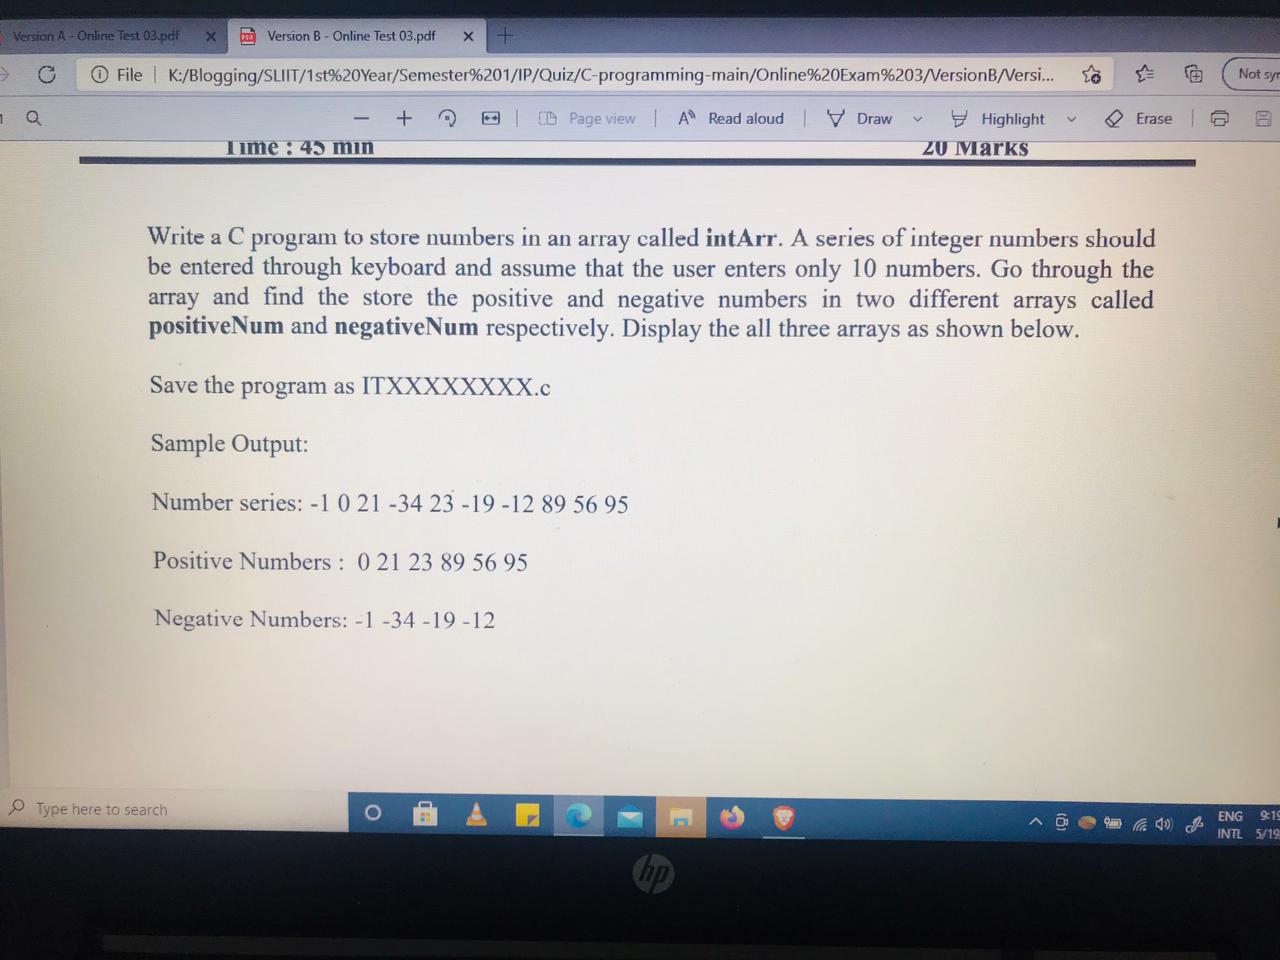 Version A - Online Test 03.pdf
Version B - Online Test 03.pdf
File K:/Blogging/SLIIT/1st%20Year/Semester%201/IP/Quiz/C-programming-main/Online%20Exam%203/VersionB/Versi...
Not syn
Page view Read aloud Draw Highlight Erase
Time : 45 min 20 Marks
Write a C program to store numbers in an array called intArr. A series of integer numbers should
be entered through keyboard and assume that the user enters only 10 numbers. Go through the
array and find the store the positive and negative numbers in two different arrays called
positiveNum and negativeNum respectively. Display the all three arrays as shown below.
Save the program as ITXXXXXXXX.c
Sample Output:
Number series: -1 0 21 -34 23 -19 -12 89 56 95
Positive Numbers : 0 21 23 89 56 95
Negative Numbers: -1 -34 -19 -12
Type here to search
ENG 9:19
INTL 5/19
hp